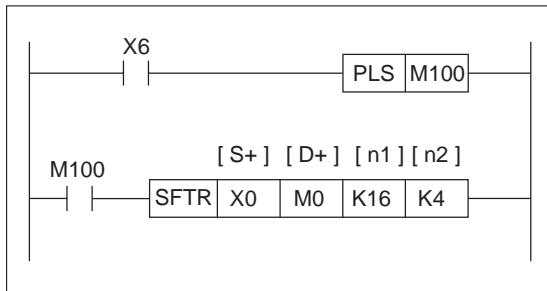 X6
PLS M100
[ S+ ] [ D+ ] [ n1 ] [ n2 ]
M100
SFTR X0 M0 K16 K4